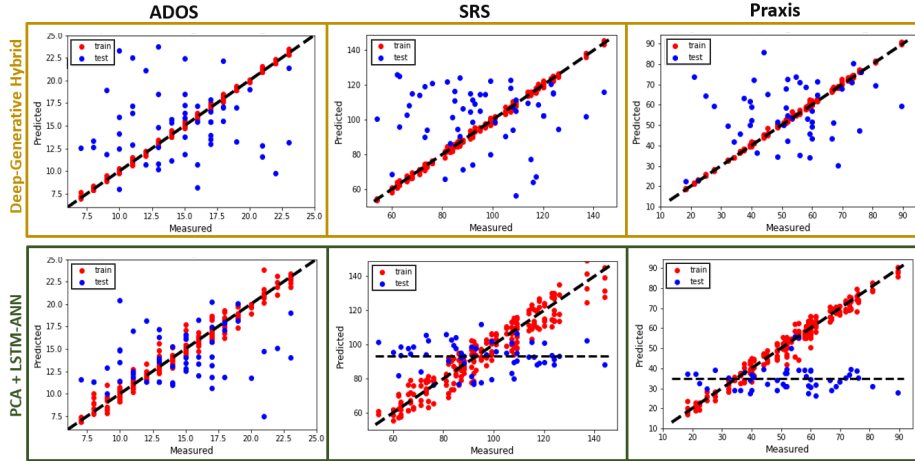 ADOS
SRS
Praxis
Deep-Generative Hybrid
Predicted
25.0
22.5
20.0
17.5
15.0
12.5
10.0
7.5
train
test
7.5 10.0 12.5 15.0 17.5 20.0 22.5 25.0
Measured
Predicted
140
120
100
80
60
train
test
60 80 100 120 140
Measured
Predicted
90
80
70
60
50
40
30
20
10
train
test
10 20 30 40 50 60 70 80 90
Measured
PCA + LSTM-ANN
Predicted
25.0
22.5
20.0
17.5
15.0
12.5
10.0
7.5
train
test
7.5 10.0 12.5 15.0 17.5 20.0 22.5 25.0
Measured
Predicted
140
120
100
80
60
train
test
60 80 100 120 140
Measured
Predicted
90
80
70
60
50
40
30
20
10
train
test
10 20 30 40 50 60 70 80 90
Measured